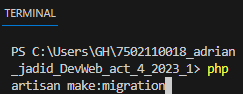 TERMINAL
PS C:\Users\GH\7502110018_adrian
_jadid_DevWeb_act_4_2023_1> php
artisan make:migration